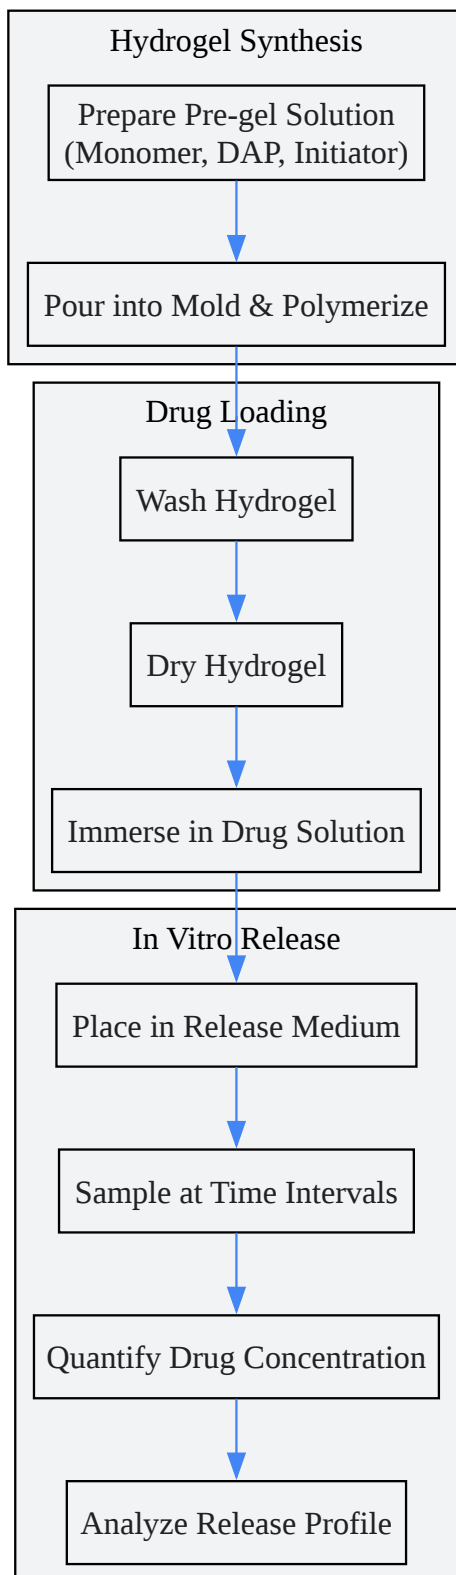 Hydrogel Synthesis
Prepare Pre-gel Solution
(Monomer, DAP, Initiator)
Pour into Mold & Polymerize
Drug Loading
Wash Hydrogel
Dry Hydrogel
Immerse in Drug Solution
In Vitro Release
Place in Release Medium
Sample at Time Intervals
Quantify Drug Concentration
Analyze Release Profile